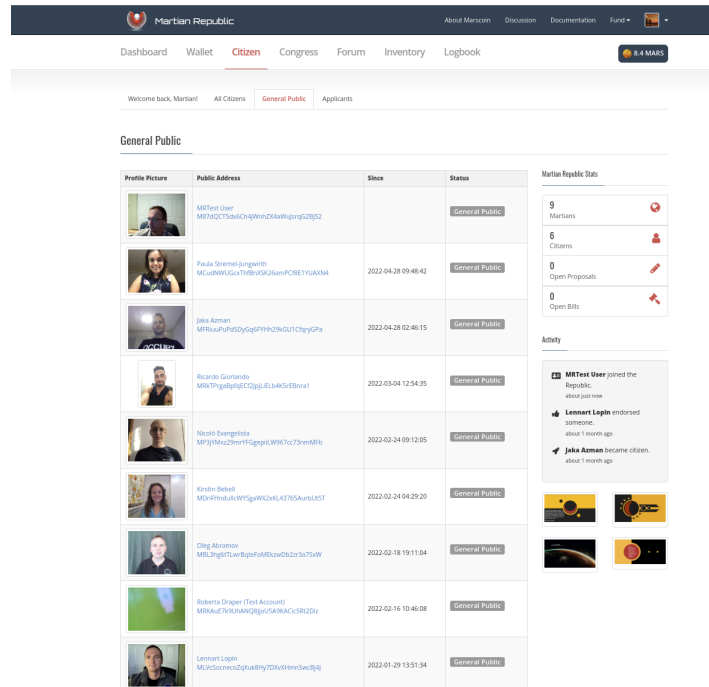 Martian Republic
About Marscoin Discussion Documentation Fund
Dashboard Wallet Citizen Congress Forum Inventory Logbook
8.4 MARS
Welcome back, Martian! All Citizens General Public Applicants
General Public
Profile Picture Public Address Since Status
MRTest User
General Public
Paula Stremel-Jungwirth
2022-04-28 09:48:42 General Public
Jaka Azman
2022-04-28 02:46:15 General Public
OCCUPY
Ricardo Giorlando
2022-03-04 12:54:35 General Public
Nicolò Evangelista
2022-02-24 09:12:05 General Public
Kirstin Bebell
2022-02-24 04:29:20 General Public
Oleg Abramov
2022-02-18 19:11:04 General Public
Roberta Draper (Test Account)
2022-02-16 10:46:08 General Public
Lennart Lopin
2022-01-29 13:51:34 General Public
Martian Republic Stats
9
Martians
6
Citizens
0
Open Proposals
0
Open Bills
Activity
MRTest User joined the
Republic.
about just now
Lennart Lopin endorsed
someone.
about 1 month ago
Jaka Azman became citizen.
about 1 month ago